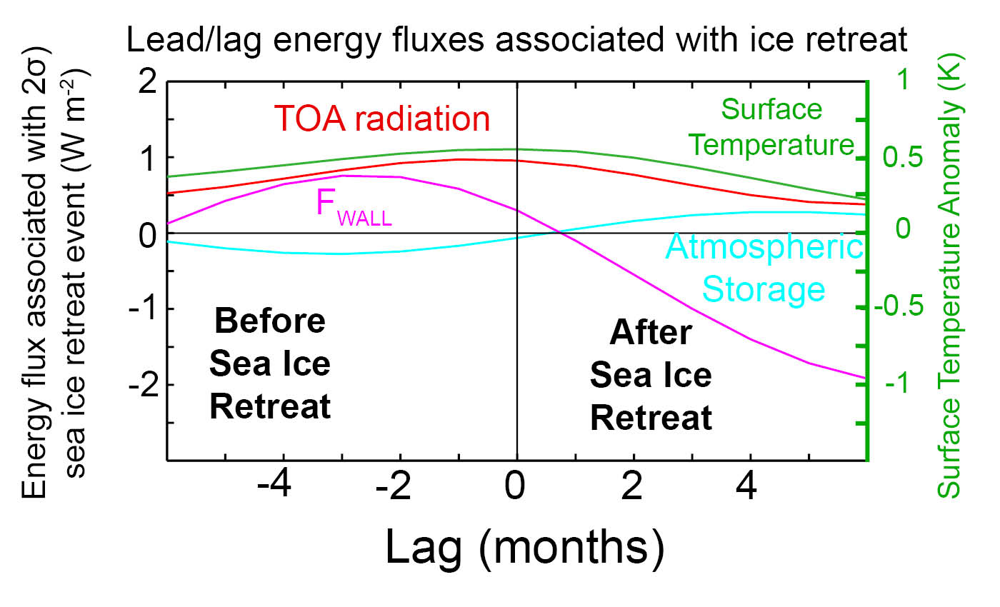 Lead/lag energy fluxes associated with ice retreat
Energy flux associated with 2σ
sea ice retreat event (W m-2)
2
1
0
-1
-2
TOA radiation
FWALL
Surface
Temperature
Atmospheric
Storage
Before
Sea Ice
Retreat
After
Sea Ice
Retreat
1
0.5
0
-0.5
-1
Surface Temperature Anomaly (K)
-4
-2
0
2
4
Lag (months)